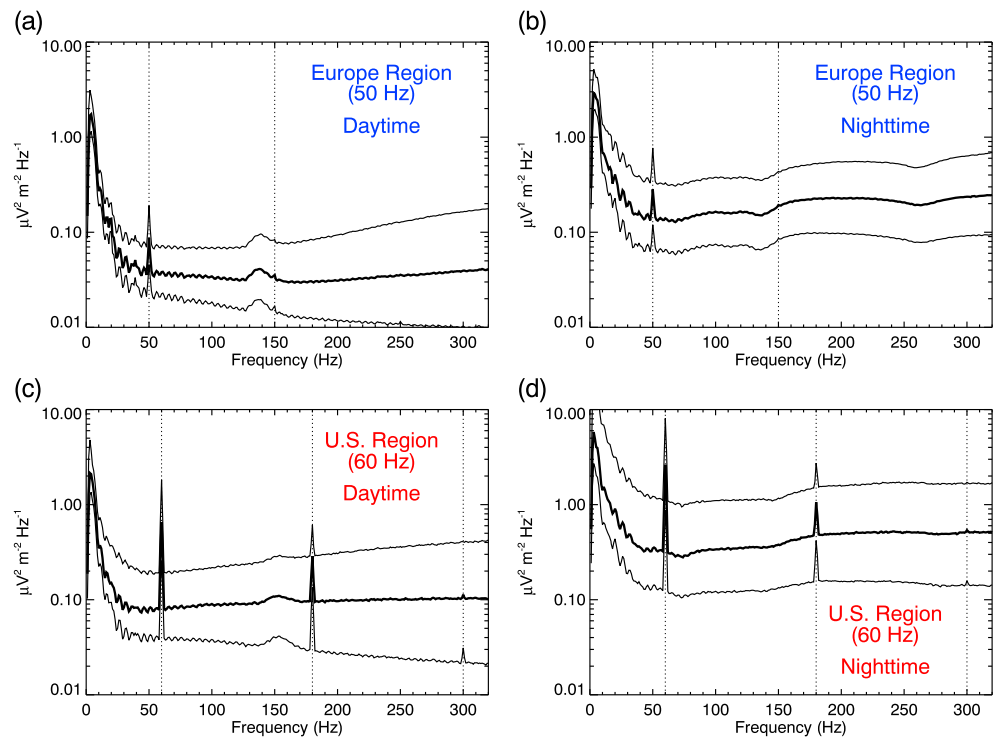 (a)
10.00
1.00
0.10
0.01
μV² m⁻² Hz⁻¹
Europe Region
(50 Hz)
Daytime
0 50 100 150 200 250 300
Frequency (Hz)
(b)
10.00
1.00
0.10
0.01
μV² m⁻² Hz⁻¹
Europe Region
(50 Hz)
Nighttime
0 50 100 150 200 250 300
Frequency (Hz)
(c)
10.00
1.00
0.10
0.01
μV² m⁻² Hz⁻¹
U.S. Region
(60 Hz)
Daytime
0 50 100 150 200 250 300
Frequency (Hz)
(d)
10.00
1.00
0.10
0.01
μV² m⁻² Hz⁻¹
U.S. Region
(60 Hz)
Nighttime
0 50 100 150 200 250 300
Frequency (Hz)